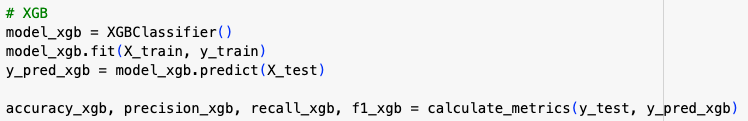 # XGB
model_xgb = XGBClassifier()
model_xgb.fit(X_train, y_train)
y_pred_xgb = model_xgb.predict(X_test)
accuracy_xgb, precision_xgb, recall_xgb, f1_xgb = calculate_metrics(y_test, y_pred_xgb)